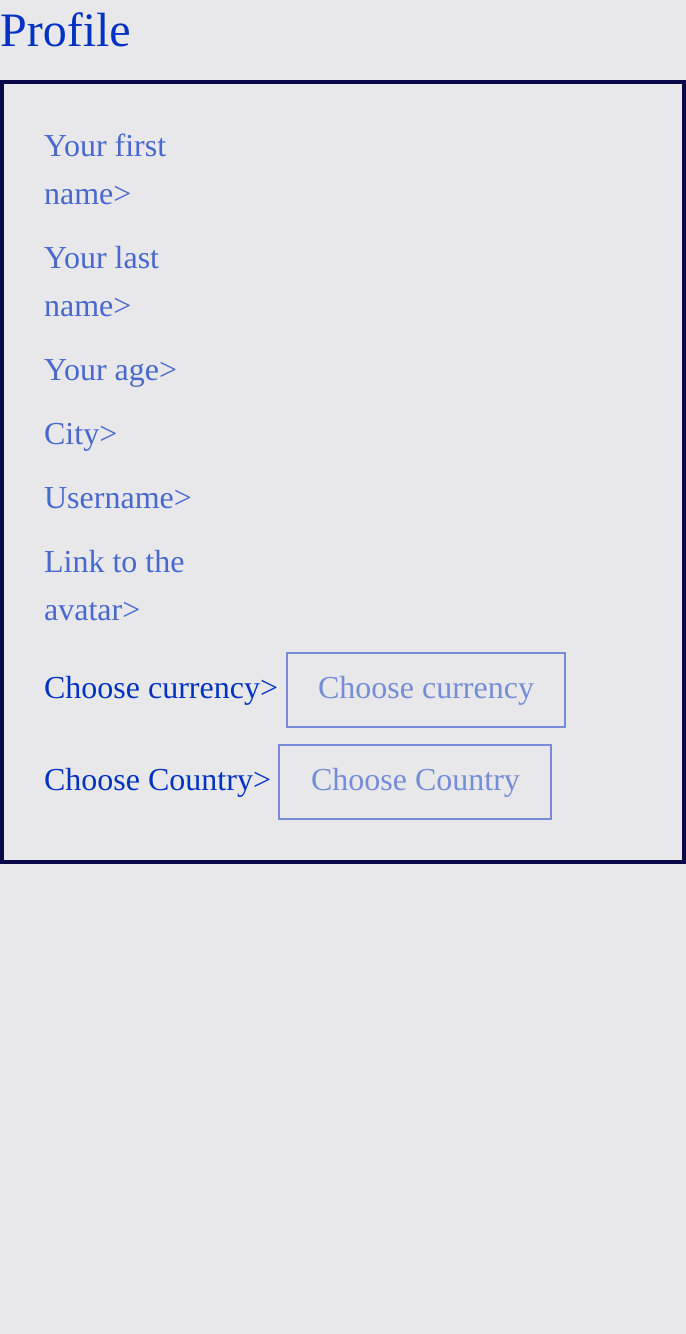 Profile
Your first
name>
Your last
name>
Your age>
City>
Username>
Link to the
avatar>
Choose currency> Choose currency
Choose Country> Choose Country